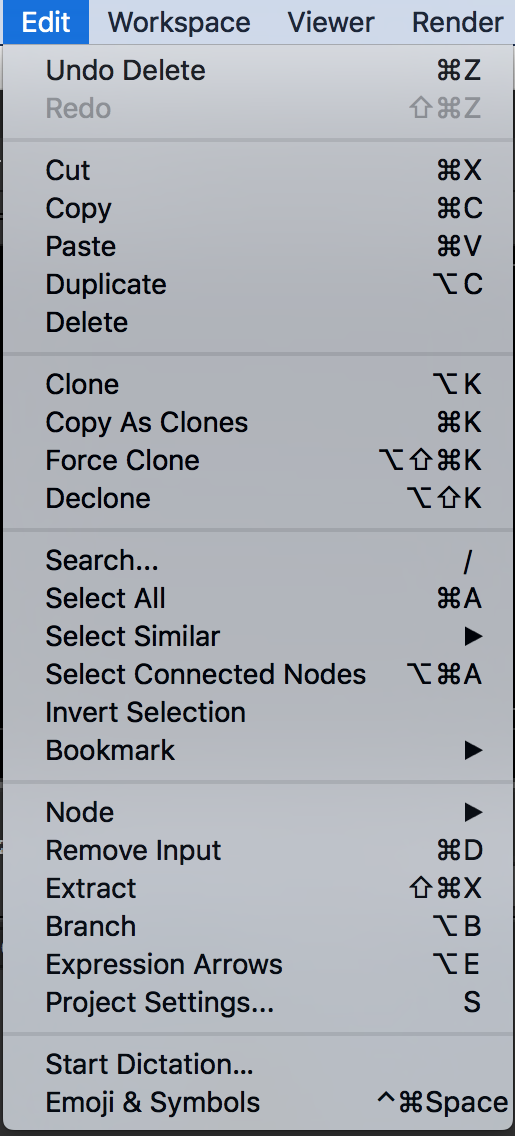 Edit Workspace Viewer Render
Undo Delete ⌘Z
Redo ⇧⌘Z
Cut ⌘X
Copy ⌘C
Paste ⌘V
Duplicate ⌥C
Delete
Clone ⌥K
Copy As Clones ⌘K
Force Clone ⌥⇧⌘K
Declone ⌥⇧K
Search... /
Select All ⌘A
Select Similar ▶
Select Connected Nodes ⌥⌘A
Invert Selection
Bookmark ▶
Node ▶
Remove Input ⌘D
Extract ⇧⌘X
Branch ⌥B
Expression Arrows ⌥E
Project Settings... S
Start Dictation...
Emoji & Symbols ^⌘Space